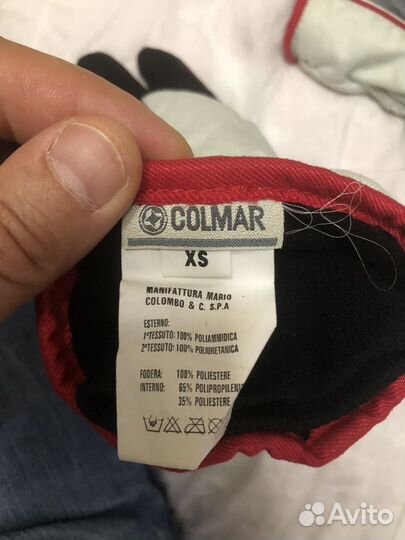 COLMAR
XS
MANIFATTURA MARIO
COLOMBO & C. S.P.A
ESTERNO:
1°TESSUTO: 100% POLIAMMIDICA
2°TESSUTO: 100% POLIURETANICA
FODERA: 100% POLIESTERE
INTERNO: 65% POLIPROPILENIC
35% POLIESTERE
Avito